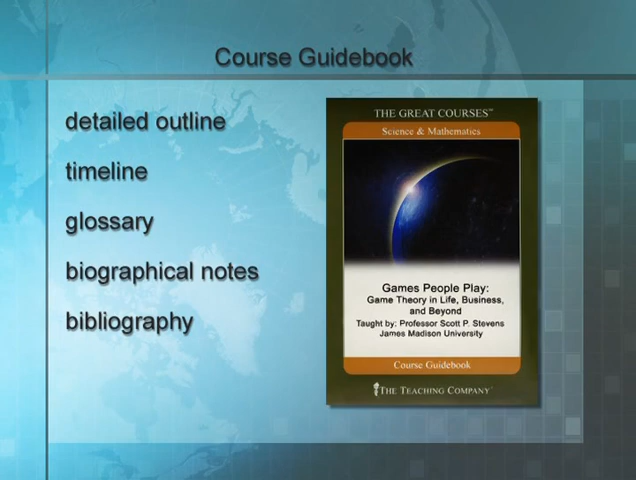 Course Guidebook
detailed outline
timeline
glossary
biographical notes
bibliography
THE GREAT COURSES™
Science & Mathematics
Games People Play:
Game Theory in Life, Business,
and Beyond
Taught by: Professor Scott P. Stevens
James Madison University
Course Guidebook
THE TEACHING COMPANY®